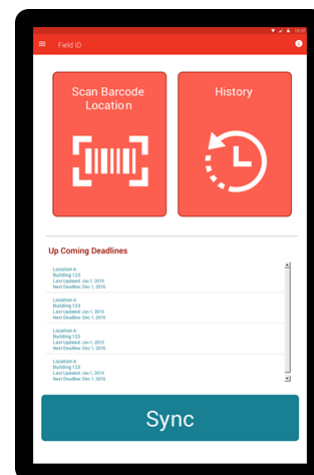 Field ID
Scan Barcode
Location
History
Up Coming Deadlines
Location A
Building 123
Last Updated: Jan 1, 2015
Next Deadline: Dec 1, 2016
Location A
Building 123
Last Updated: Jan 1, 2015
Next Deadline: Dec 1, 2016
Location A
Building 123
Last Updated: Jan 1, 2015
Next Deadline: Dec 1, 2016
Location A
Building 123
Last Updated: Jan 1, 2015
Next Deadline: Dec 1, 2016
Sync